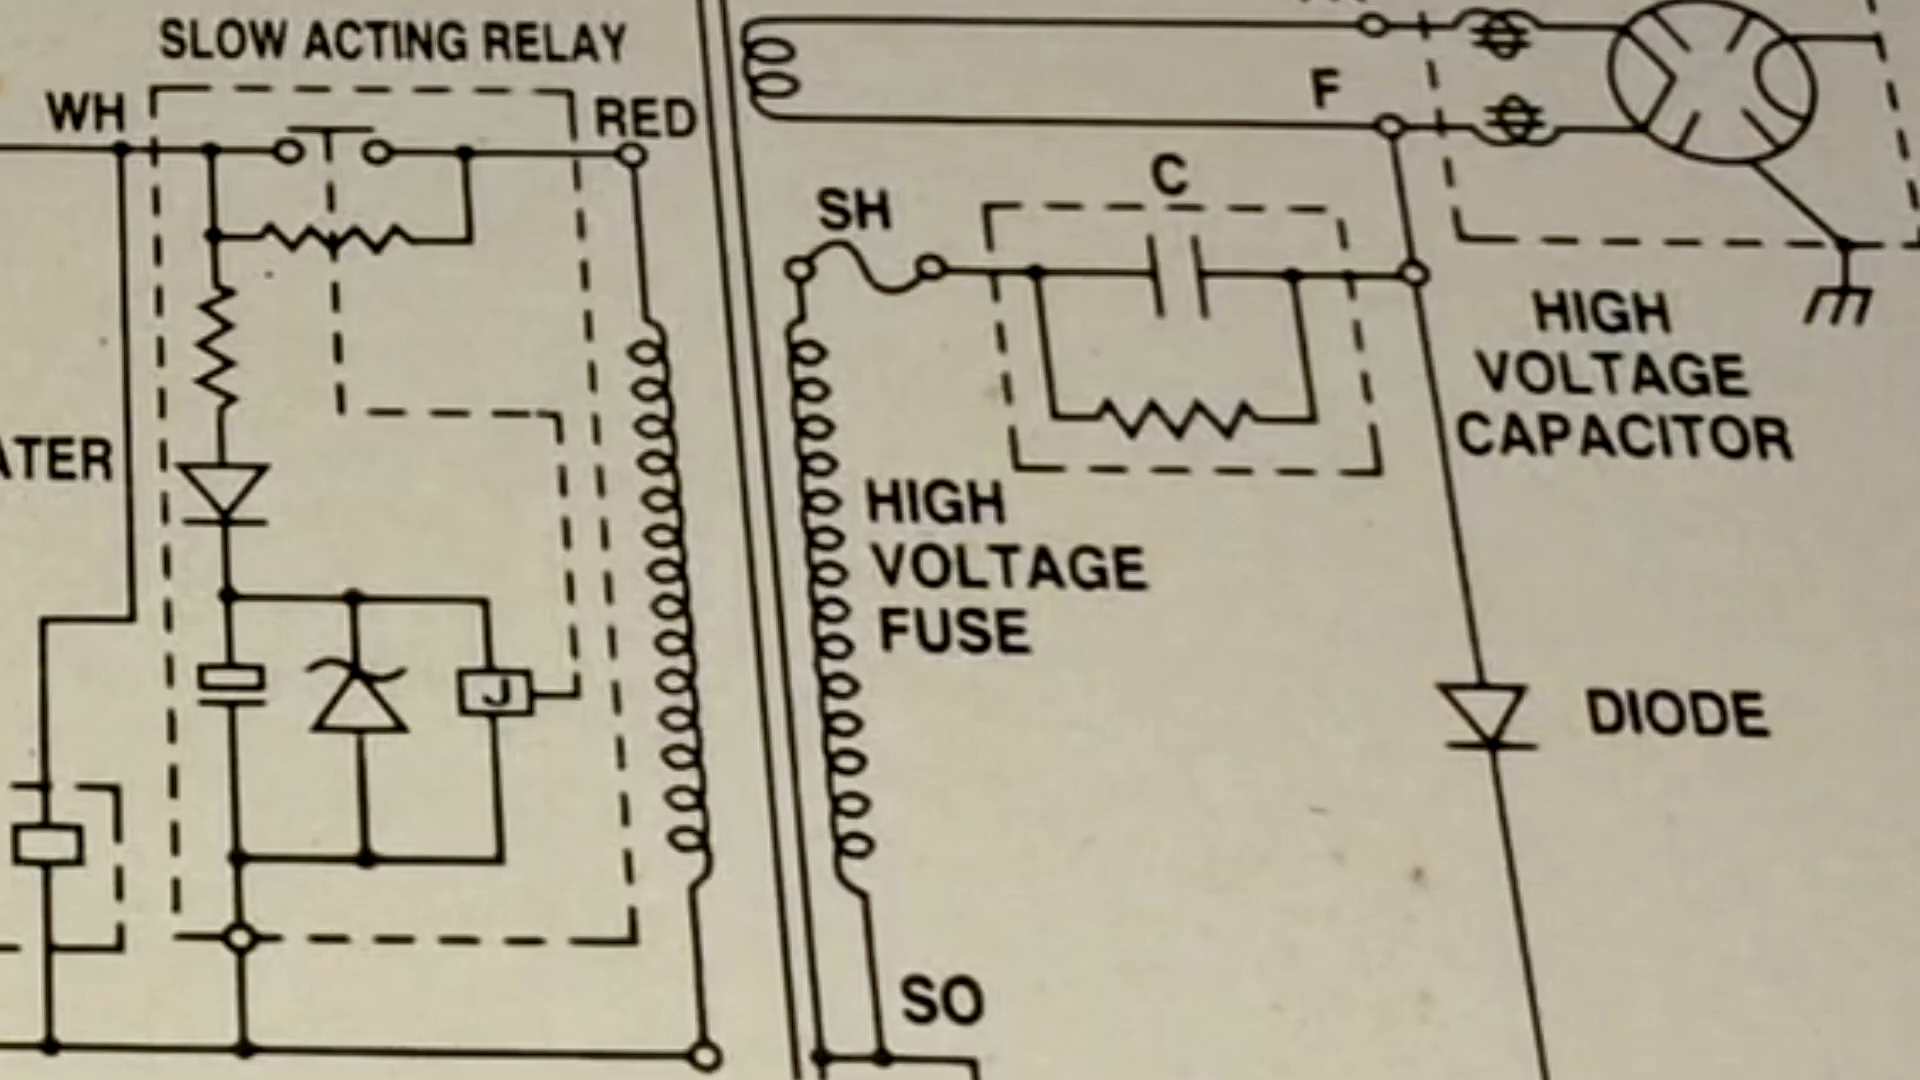 SLOW ACTING RELAY
WH
RED
F
C
SH
HIGH
VOLTAGE
CAPACITOR
HIGH
VOLTAGE
FUSE
ATER
J
DIODE
SO